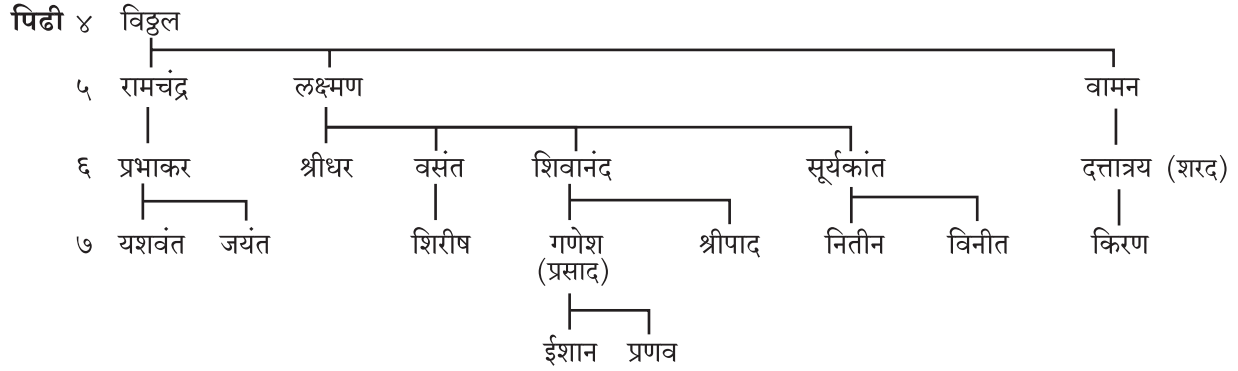 पिढी ४ विठ्ठल
५ रामचंद्र लक्ष्मण वामन
६ प्रभाकर श्रीधर वसंत शिवानंद सूर्यकांत दत्तात्रय (शरद)
७ यशवंत जयंत शिरीष गणेश श्रीपाद नितीन विनीत किरण
(प्रसाद)
ईशान प्रणव